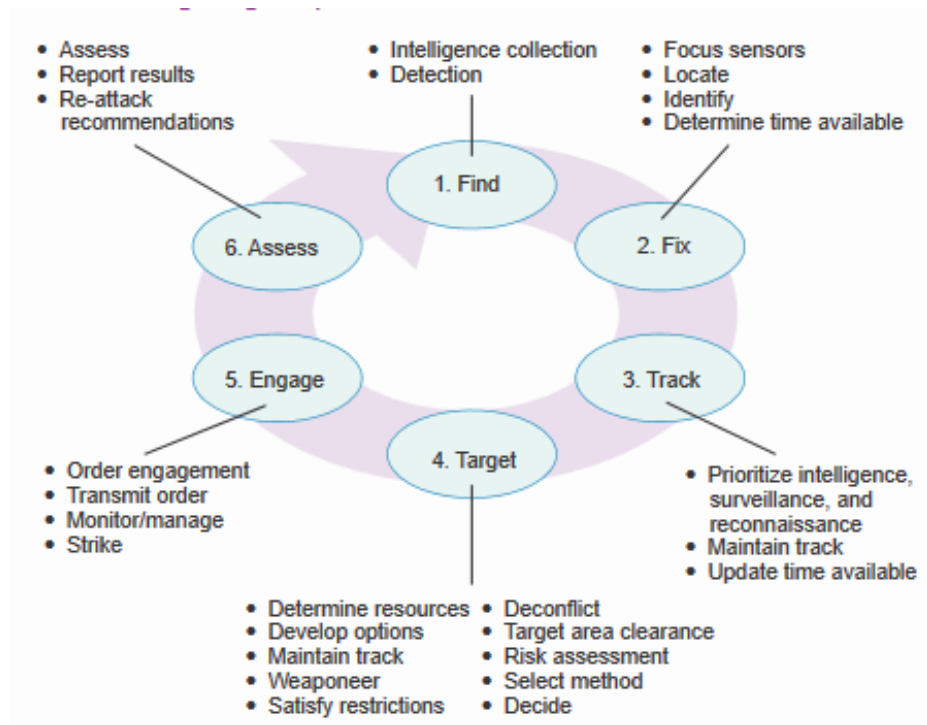 • Assess
• Report results
• Re-attack
recommendations
• Intelligence collection
• Detection
• Focus sensors
• Locate
• Identify
• Determine time available
1. Find
2. Fix
3. Track
4. Target
5. Engage
6. Assess
• Prioritize intelligence,
surveillance, and
reconnaissance
• Maintain track
• Update time available
• Order engagement
• Transmit order
• Monitor/manage
• Strike
• Determine resources
• Develop options
• Maintain track
• Weaponeer
• Satisfy restrictions
• Deconflict
• Target area clearance
• Risk assessment
• Select method
• Decide